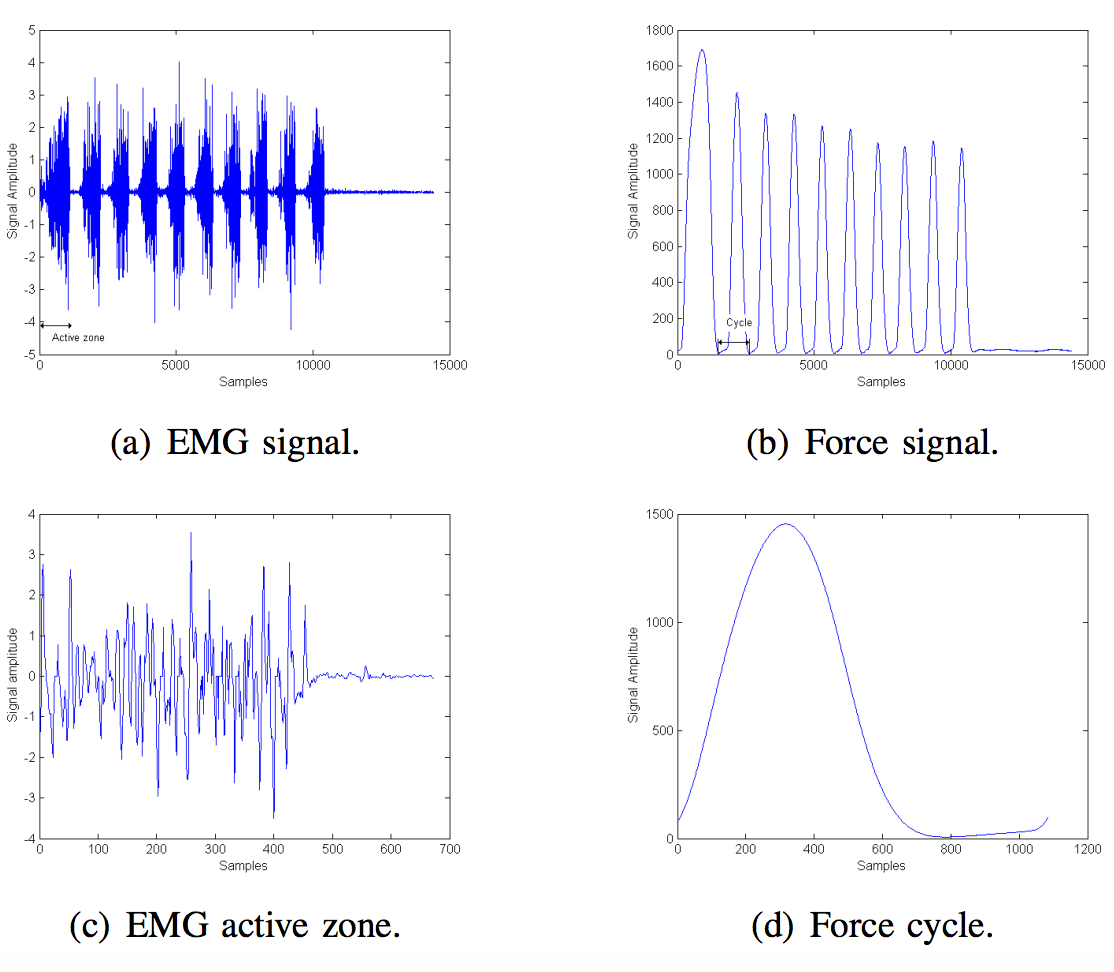 5
4
3
2
1
0
-1
-2
-3
-4
-5
Signal Amplitude
Active zone
0 5000 10000 15000
Samples
(a) EMG signal.
1800
1600
1400
1200
1000
800
600
400
200
0
Signal Amplitude
Cycle
0 5000 10000 15000
Samples
(b) Force signal.
4
3
2
1
0
-1
-2
-3
-4
Signal amplitude
0 100 200 300 400 500 600 700
Samples
(c) EMG active zone.
1500
1000
500
0
Signal Amplitude
0 200 400 600 800 1000 1200
Samples
(d) Force cycle.